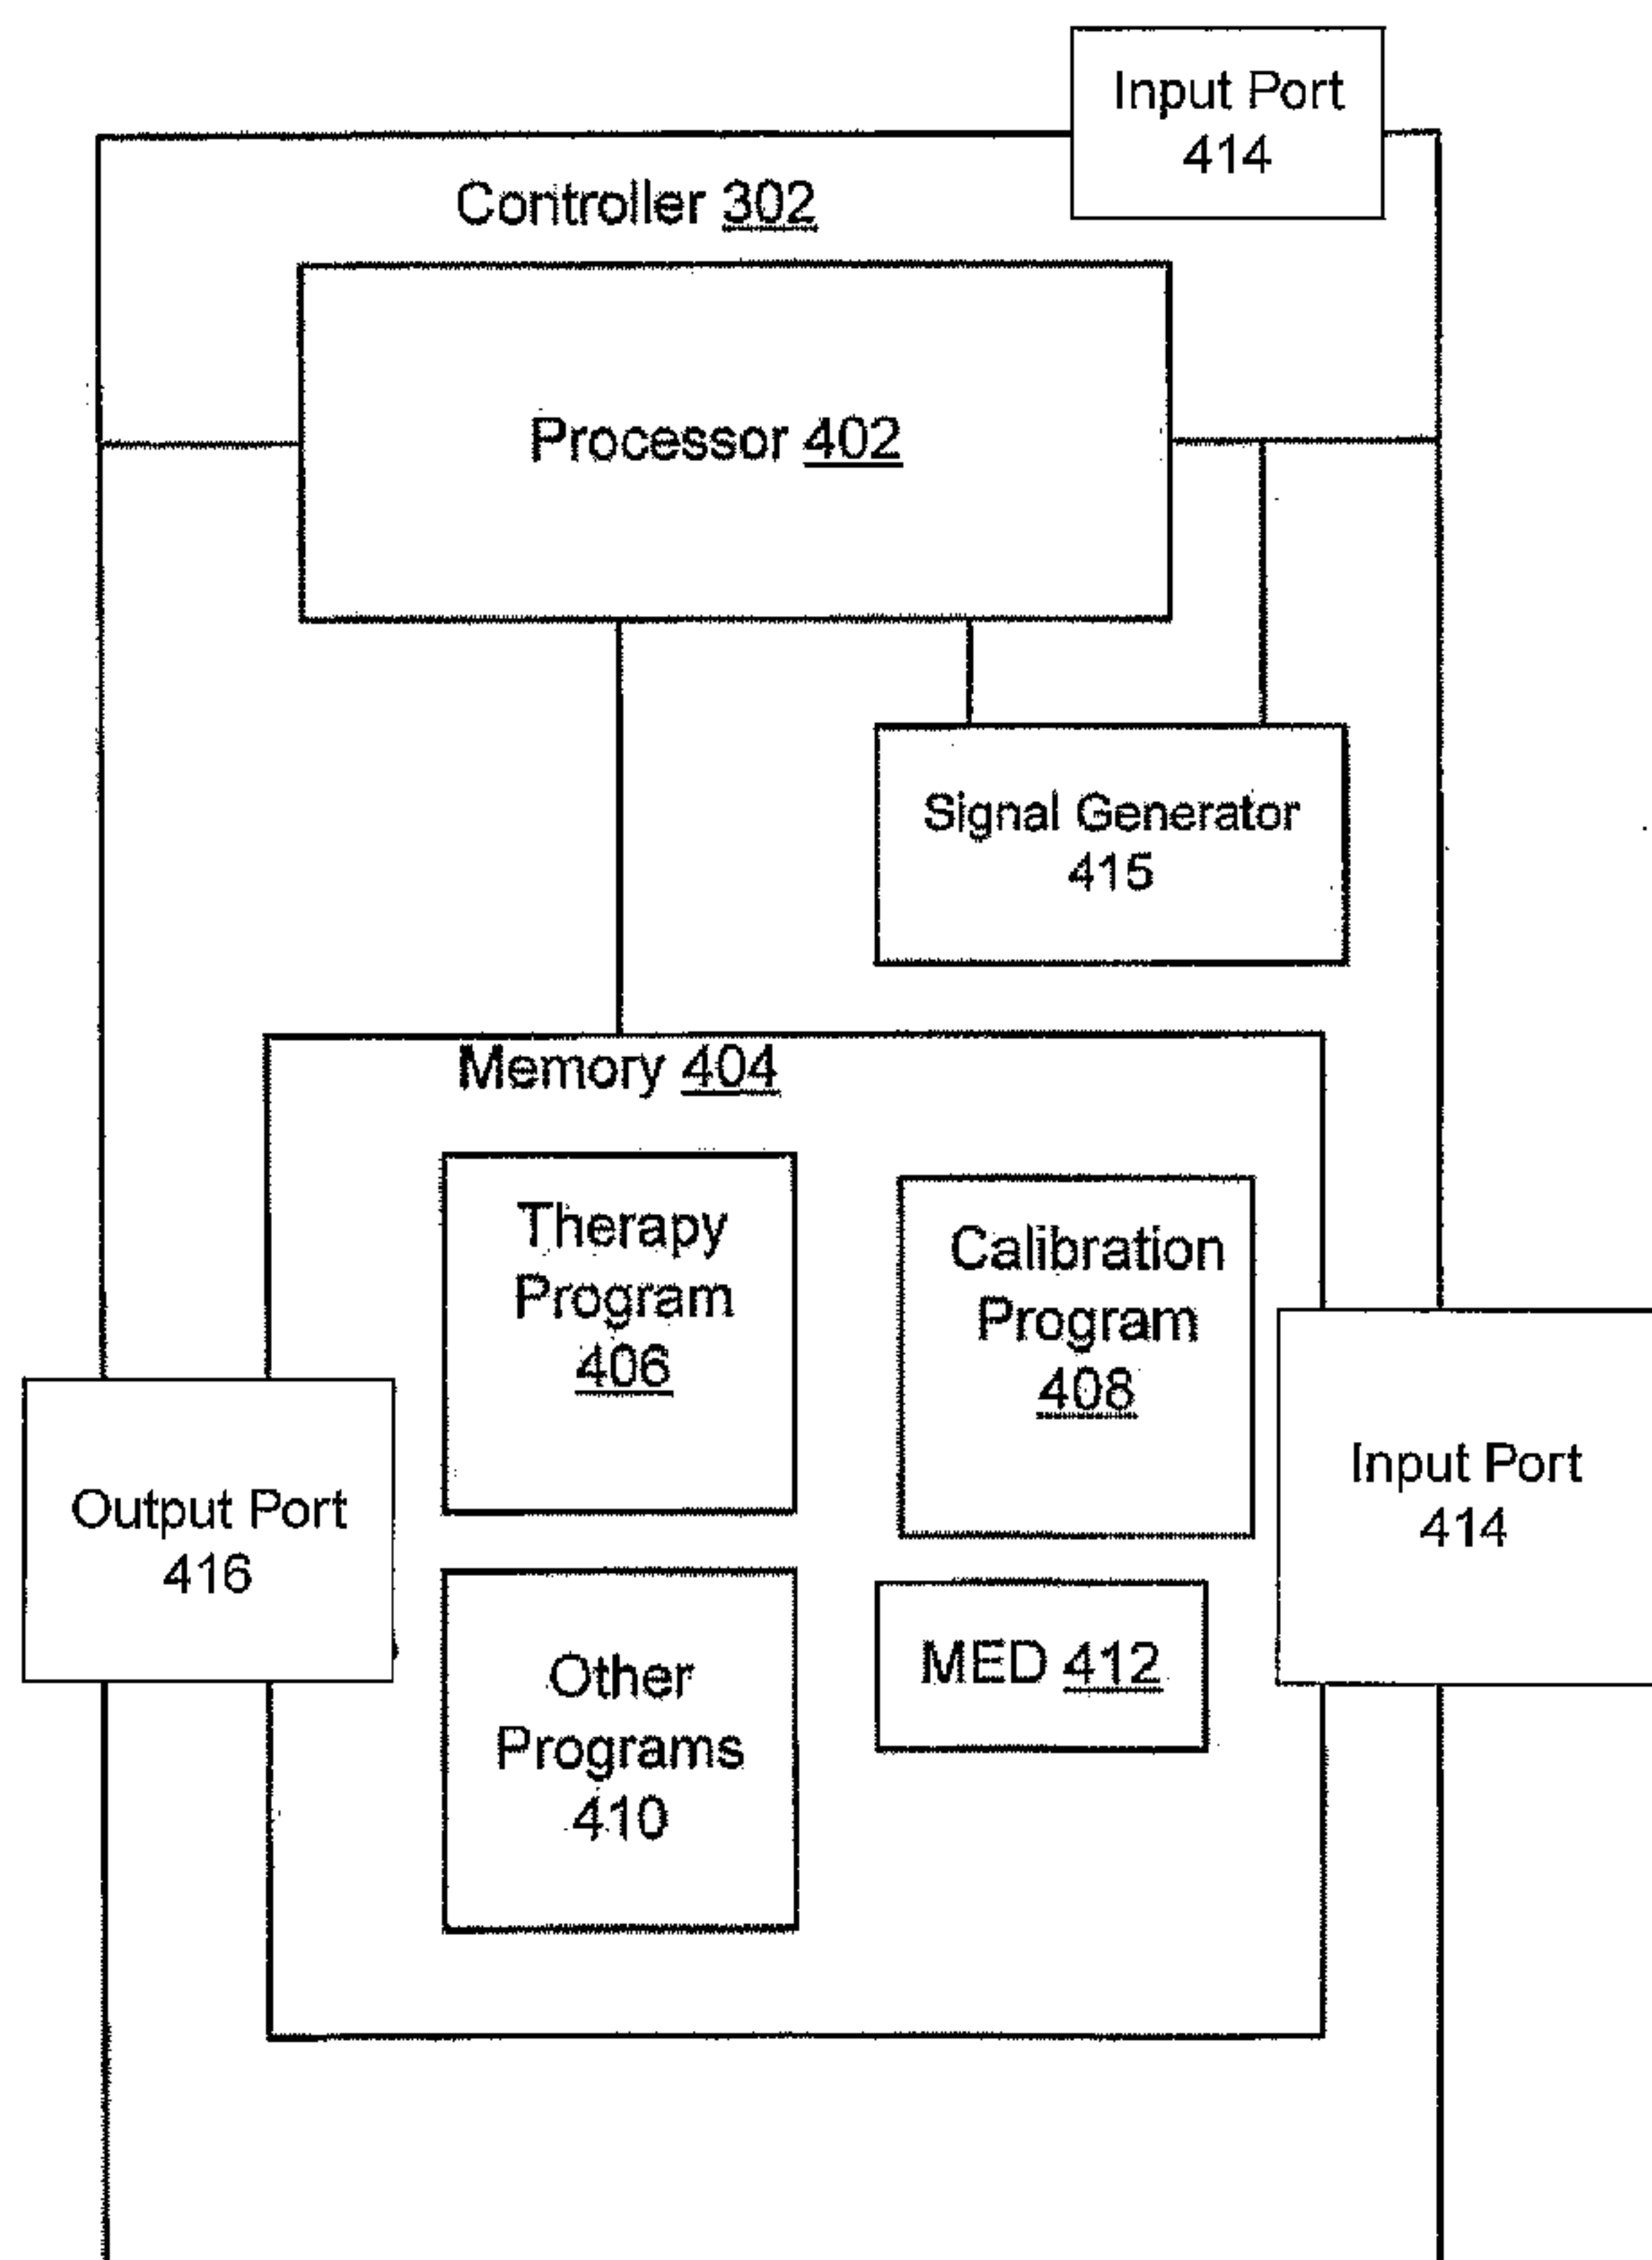 Input Port
414
Controller 302
Processor 402
Signal Generator
415
Memory 404
Therapy
Program
406
Calibration
Program
408
Output Port
416
Input Port
414
Other
Programs
410
MED 412